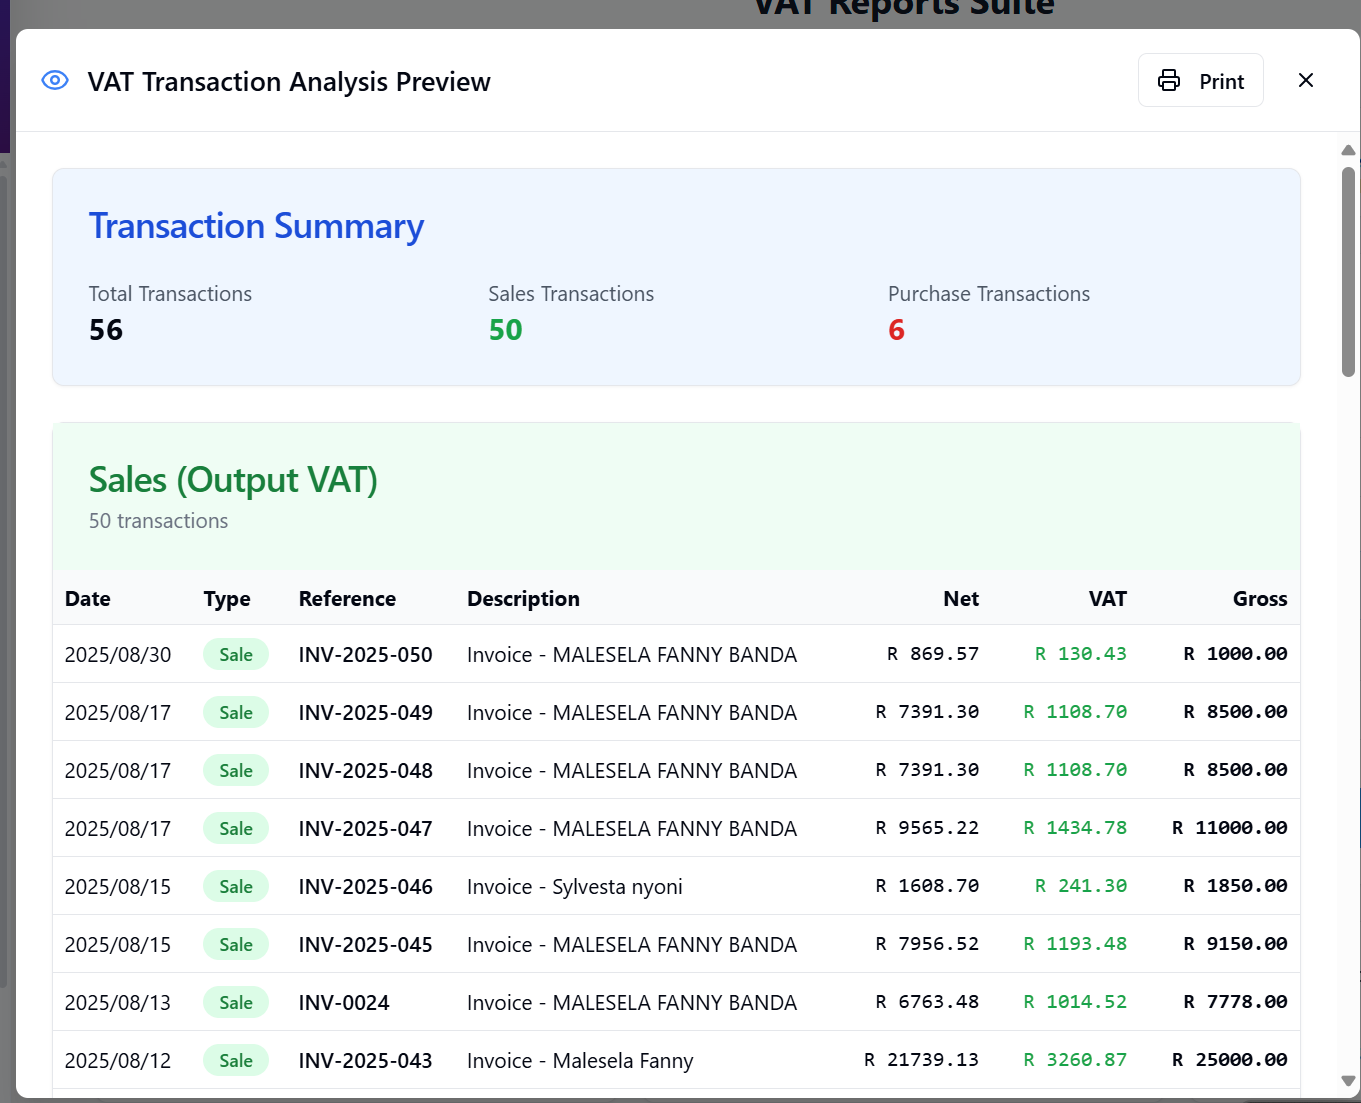 VAT Reports Suite
VAT Transaction Analysis Preview
Print
Transaction Summary
Total Transactions Sales Transactions Purchase Transactions
56 50 6
Sales (Output VAT)
50 transactions
Date Type Reference Description Net VAT Gross
2025/08/30 Sale INV-2025-050 Invoice - MALESELA FANNY BANDA R 869.57 R 130.43 R 1000.00
2025/08/17 Sale INV-2025-049 Invoice - MALESELA FANNY BANDA R 7391.30 R 1108.70 R 8500.00
2025/08/17 Sale INV-2025-048 Invoice - MALESELA FANNY BANDA R 7391.30 R 1108.70 R 8500.00
2025/08/17 Sale INV-2025-047 Invoice - MALESELA FANNY BANDA R 9565.22 R 1434.78 R 11000.00
2025/08/15 Sale INV-2025-046 Invoice - Sylvesta nyoni R 1608.70 R 241.30 R 1850.00
2025/08/15 Sale INV-2025-045 Invoice - MALESELA FANNY BANDA R 7956.52 R 1193.48 R 9150.00
2025/08/13 Sale INV-0024 Invoice - MALESELA FANNY BANDA R 6763.48 R 1014.52 R 7778.00
2025/08/12 Sale INV-2025-043 Invoice - Malesela Fanny R 21739.13 R 3260.87 R 25000.00